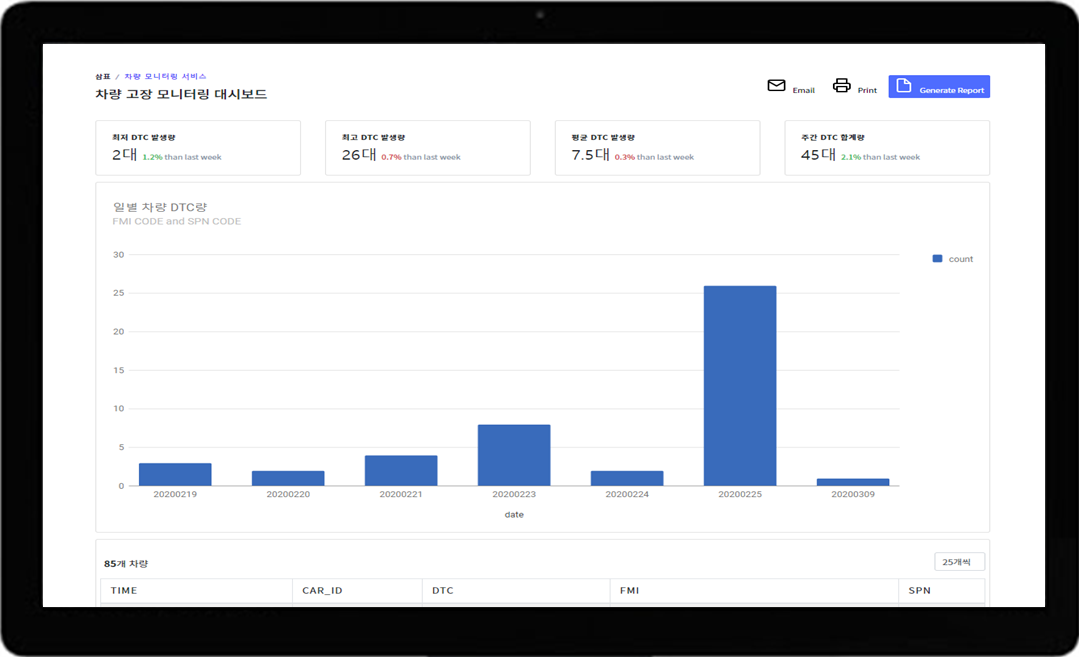 삼표 / 차량 모니터링 서비스
차량 고장 모니터링 대시보드
Email
Print
Generate Report
최저 DTC 발생량
2대 1.2% than last week
최고 DTC 발생량
26대 0.7% than last week
평균 DTC 발생량
7.5대 0.3% than last week
주간 DTC 합계량
45대 2.1% than last week
일별 차량 DTC량
FMI CODE and SPN CODE
30
25
20
15
10
5
0
count
20200219 20200220 20200221 20200223 20200224 20200225 20200309
date
85개 차량
25개씩
TIME CAR_ID DTC FMI SPN